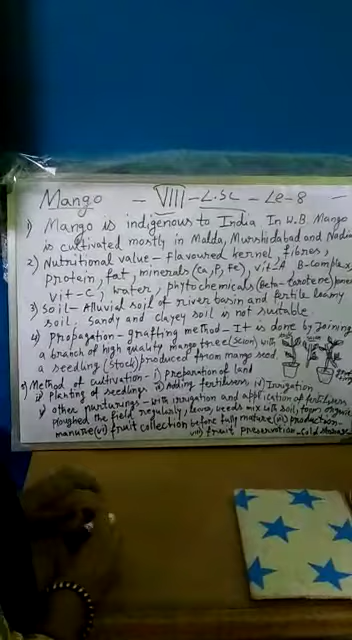 Mango - VIII - L.Sc - Le-8 -
1) Mango is indigenous to India In W.B Mango
is cultivated mostly in Malda, Murshidabad and Nadia
2) Nutritional value - Flavoured kernel, fibres,
protein, fat, minerals (Ca, P, Fe), vit-A B-Complex,
Vit-C, water, phytochemicals (Beta-carotene)
3) Soil - Alluvial soil of river basin and fertile loamy
soil. Sandy and clayey soil is not suitable.
4) Propagation - grafting method - It is done by joining
a branch of high quality mango tree (scion) with
a seedling (stock) produced from mango seed.
5) Method of cultivation - i) preparation of land
ii) Planting of seedlings iii) Adding fertilisers, iv) Irrigation
v) other nurturings - with irrigation and application of fertilisers
ploughed the field regularly, leaves, weeds mix with soil, form organic
manure (vi) fruit collection before fully mature (vii) production
viii) fruit preservation - cold storage